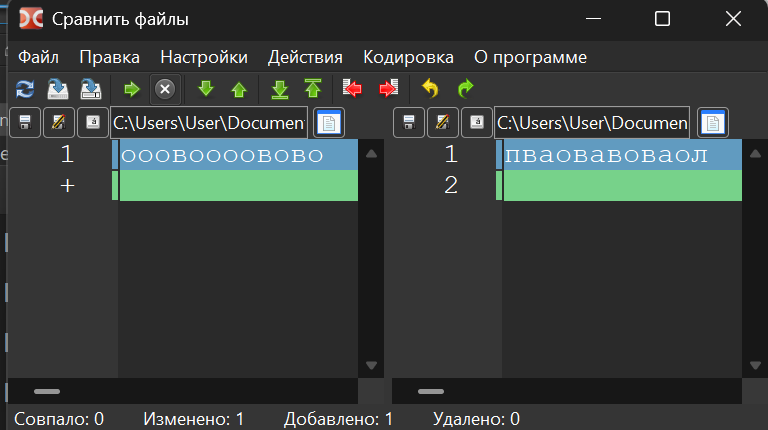 Сравнить файлы
Файл Правка Настройки Действия Кодировка О программе
C:\Users\User\Documen C:\Users\User\Documen
1 ооовоооововo 1 пваовавоваол
+ 2
Совпало: 0 Изменено: 1 Добавлено: 1 Удалено: 0